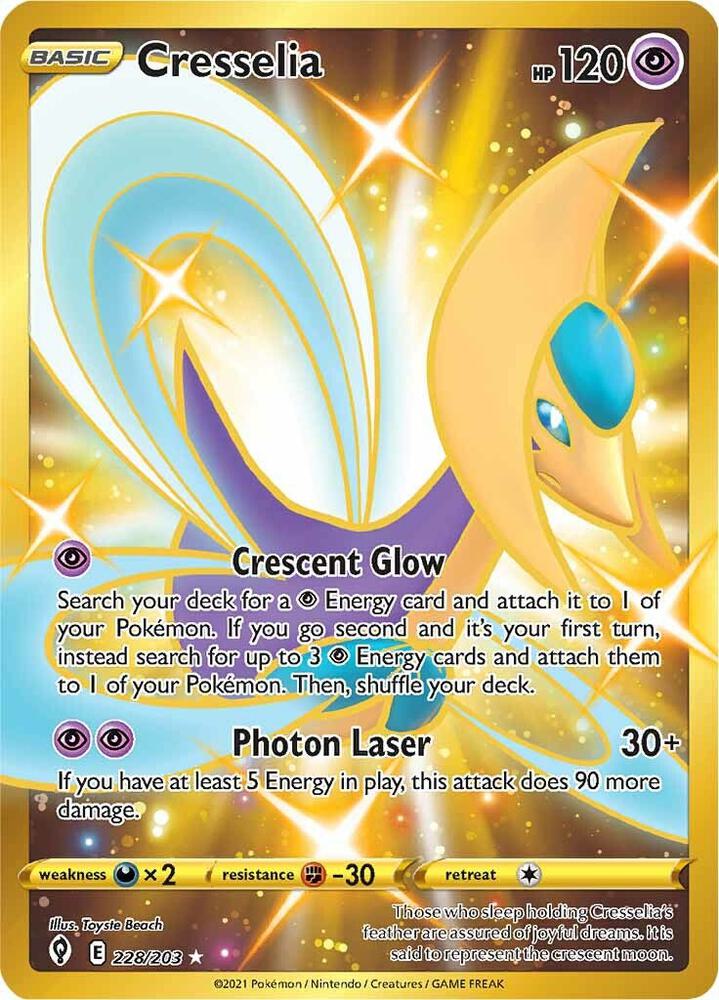 BASIC Cresselia HP 120
Crescent Glow
Search your deck for a Energy card and attach it to 1 of
your Pokémon. If you go second and it's your first turn,
instead search for up to 3 Energy cards and attach them
to 1 of your Pokémon. Then, shuffle your deck.
Photon Laser 30+
If you have at least 5 Energy in play, this attack does 90 more
damage.
weakness ×2 resistance -30 retreat
Illus. Toyste Beach
E 228/203 ★
Those who sleep holding Cresselia's
feather are assured of joyful dreams. It is
said to represent the crescent moon.
©2021 Pokémon / Nintendo / Creatures / GAME FREAK